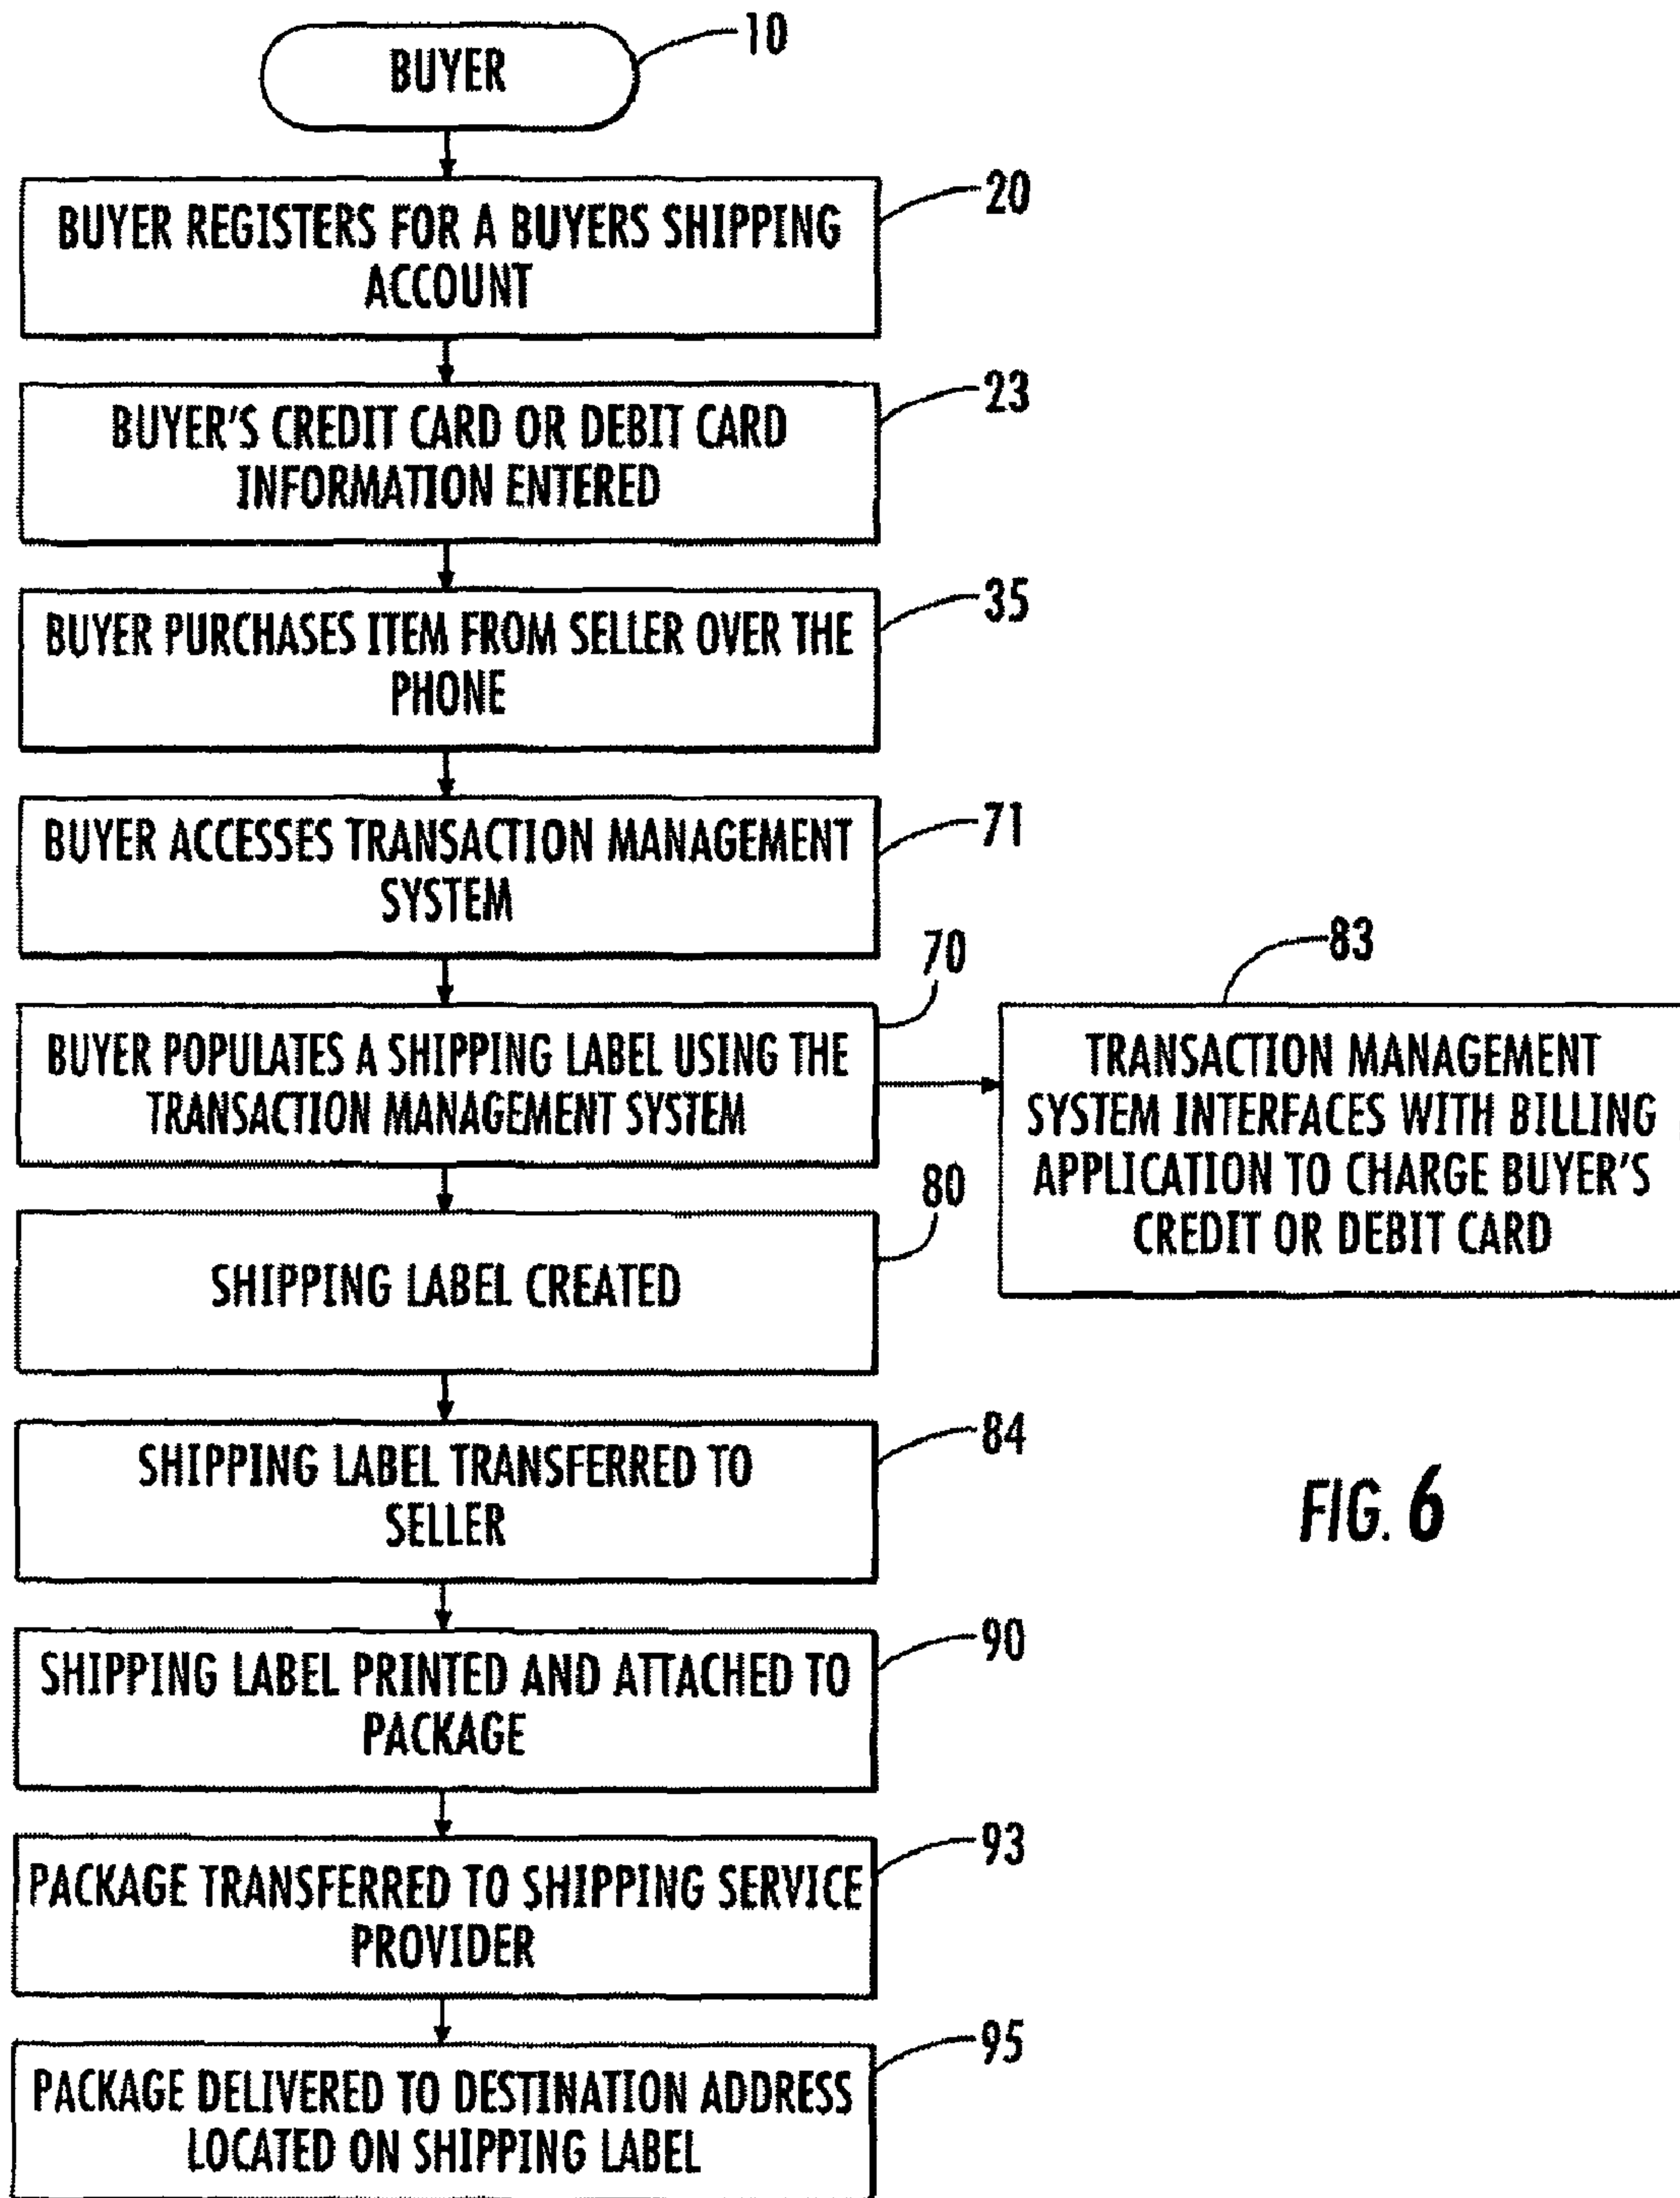 BUYER
10
BUYER REGISTERS FOR A BUYERS SHIPPING
ACCOUNT
20
BUYER'S CREDIT CARD OR DEBIT CARD
INFORMATION ENTERED
23
BUYER PURCHASES ITEM FROM SELLER OVER THE
PHONE
35
BUYER ACCESSES TRANSACTION MANAGEMENT
SYSTEM
71
BUYER POPULATES A SHIPPING LABEL USING THE
TRANSACTION MANAGEMENT SYSTEM
70
TRANSACTION MANAGEMENT
SYSTEM INTERFACES WITH BILLING
APPLICATION TO CHARGE BUYER'S
CREDIT OR DEBIT CARD
83
SHIPPING LABEL CREATED
80
SHIPPING LABEL TRANSFERRED TO
SELLER
84
FIG. 6
SHIPPING LABEL PRINTED AND ATTACHED TO
PACKAGE
90
PACKAGE TRANSFERRED TO SHIPPING SERVICE
PROVIDER
93
PACKAGE DELIVERED TO DESTINATION ADDRESS
LOCATED ON SHIPPING LABEL
95